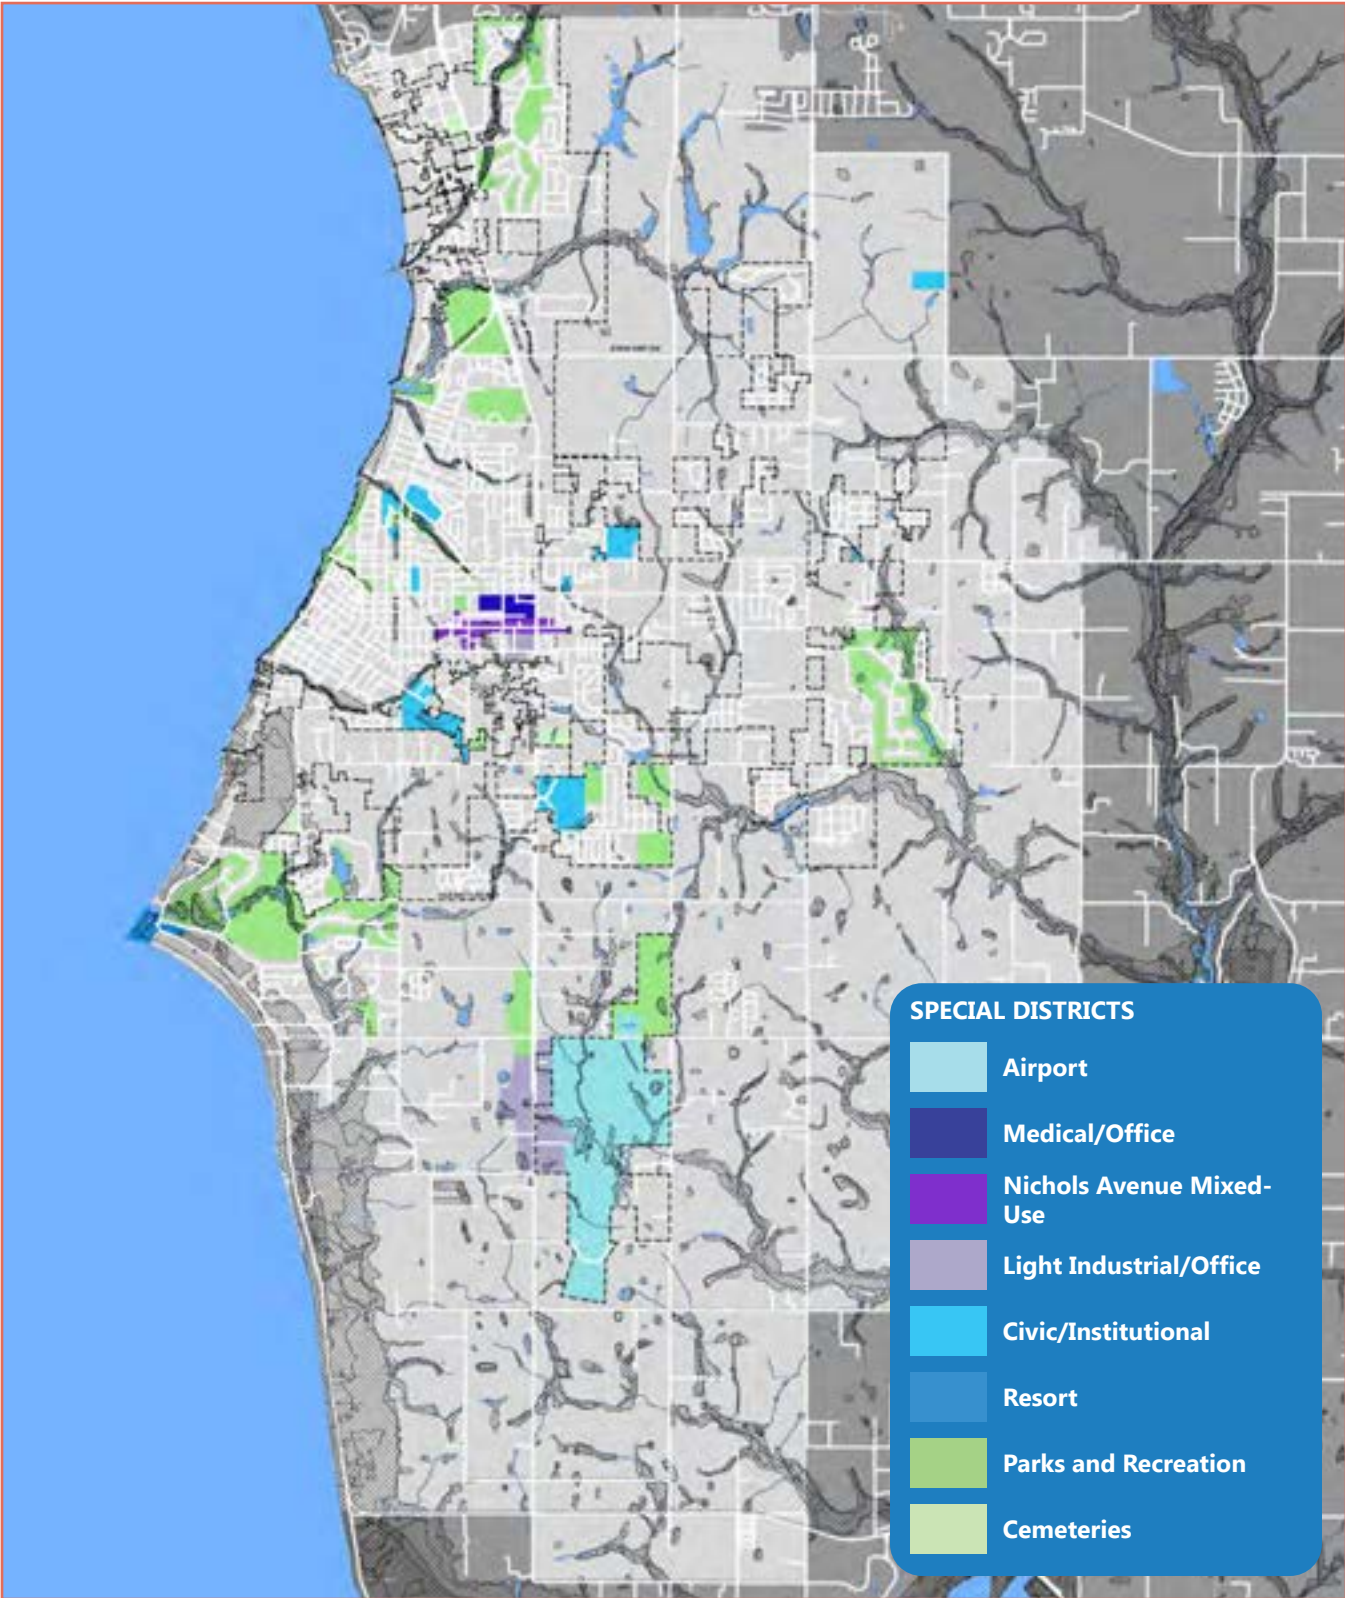 SPECIAL DISTRICTS
Airport
Medical/Office
Nichols Avenue Mixed-
Use
Light Industrial/Office
Civic/Institutional
Resort
Parks and Recreation
Cemeteries